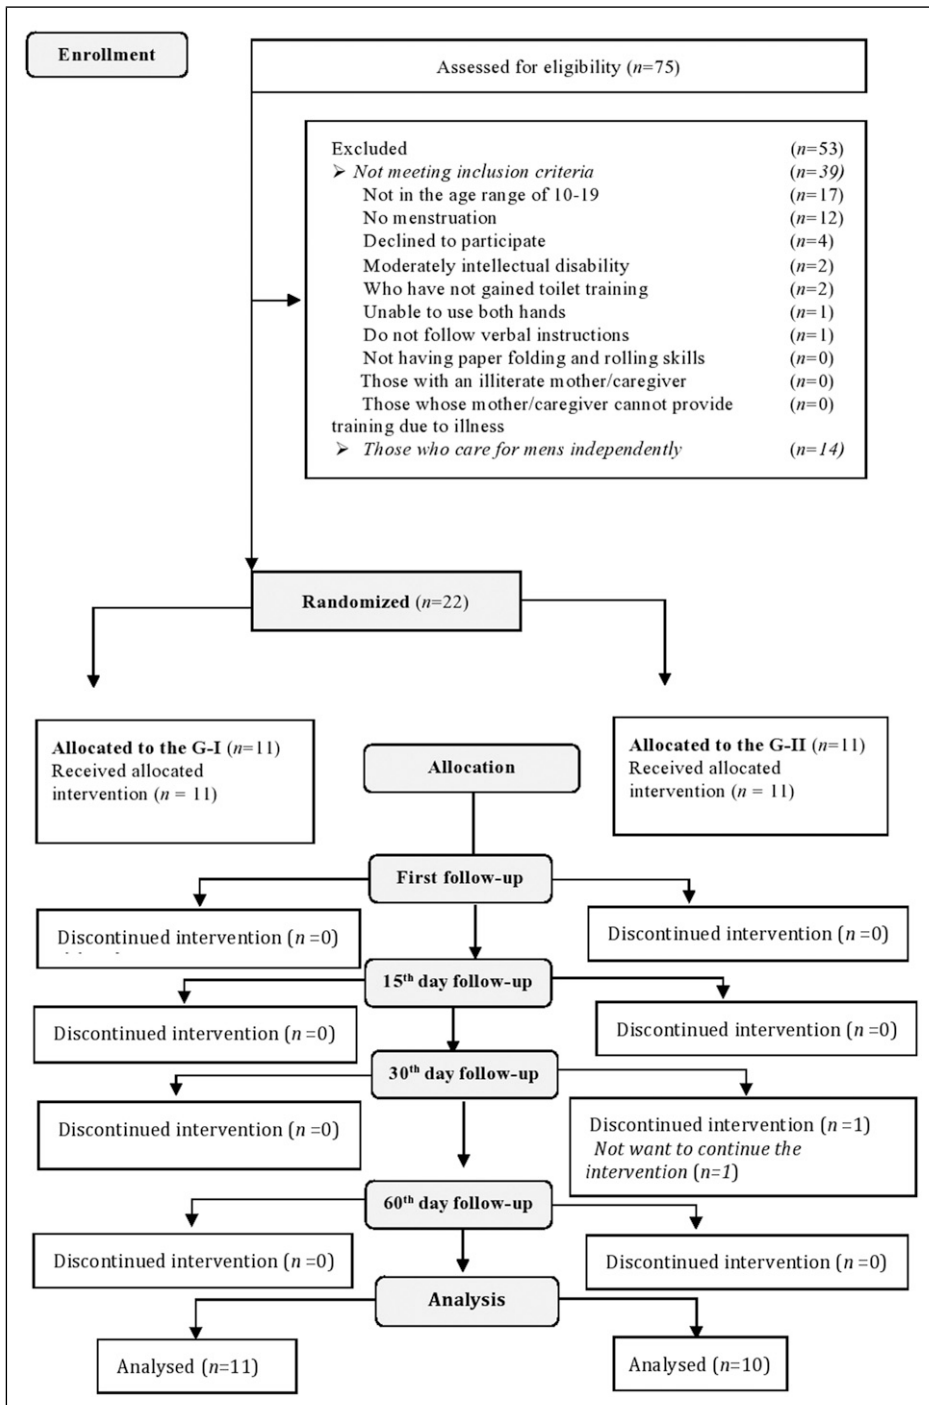 Enrollment
Assessed for eligibility (n=75)
Excluded (n=53)
➢ Not meeting inclusion criteria (n=39)
Not in the age range of 10-19 (n=17)
No menstruation (n=12)
Declined to participate (n=4)
Moderately intellectual disability (n=2)
Who have not gained toilet training (n=2)
Unable to use both hands (n=1)
Do not follow verbal instructions (n=1)
Not having paper folding and rolling skills (n=0)
Those with an illiterate mother/caregiver (n=0)
Those whose mother/caregiver cannot provide (n=0)
training due to illness
➢ Those who care for mens independently (n=14)
Randomized (n=22)
Allocated to the G-I (n=11)
Received allocated
intervention (n = 11)
Allocated to the G-II (n=11)
Received allocated
intervention (n = 11)
Allocation
First follow-up
Discontinued intervention (n =0)
Discontinued intervention (n =0)
15th day follow-up
Discontinued intervention (n =0)
Discontinued intervention (n =0)
30th day follow-up
Discontinued intervention (n =0)
Discontinued intervention (n =1)
Not want to continue the
intervention (n=1)
60th day follow-up
Discontinued intervention (n =0)
Discontinued intervention (n =0)
Analysis
Analysed (n=11)
Analysed (n=10)